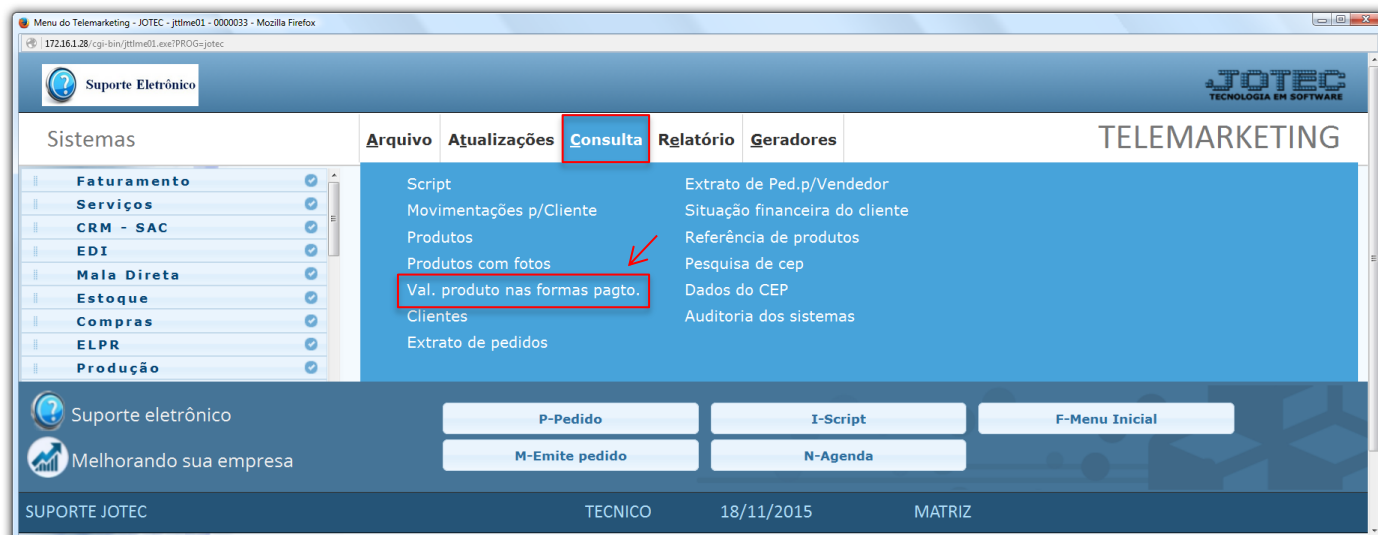 Menu do Telemarketing - JOTEC - jttlme01 - 0000033 - Mozilla Firefox
172.16.1.28/cgi-bin/jttlme01.exe?PROG=jotec
Suporte Eletrônico
JOTEC
TECNOLOGIA EM SOFTWARE
Sistemas
Arquivo Atualizações Consulta Relatório Geradores
TELEMARKETING
Faturamento
Serviços
CRM - SAC
EDI
Mala Direta
Estoque
Compras
ELPR
Produção
Script
Movimentações p/Cliente
Produtos
Produtos com fotos
Val. produto nas formas pagto.
Clientes
Extrato de pedidos
Extrato de Ped.p/Vendedor
Situação financeira do cliente
Referência de produtos
Pesquisa de cep
Dados do CEP
Auditoria dos sistemas
Suporte eletrônico
Melhorando sua empresa
P-Pedido I-Script F-Menu Inicial
M-Emite pedido N-Agenda
SUPORTE JOTEC TECNICO 18/11/2015 MATRIZ